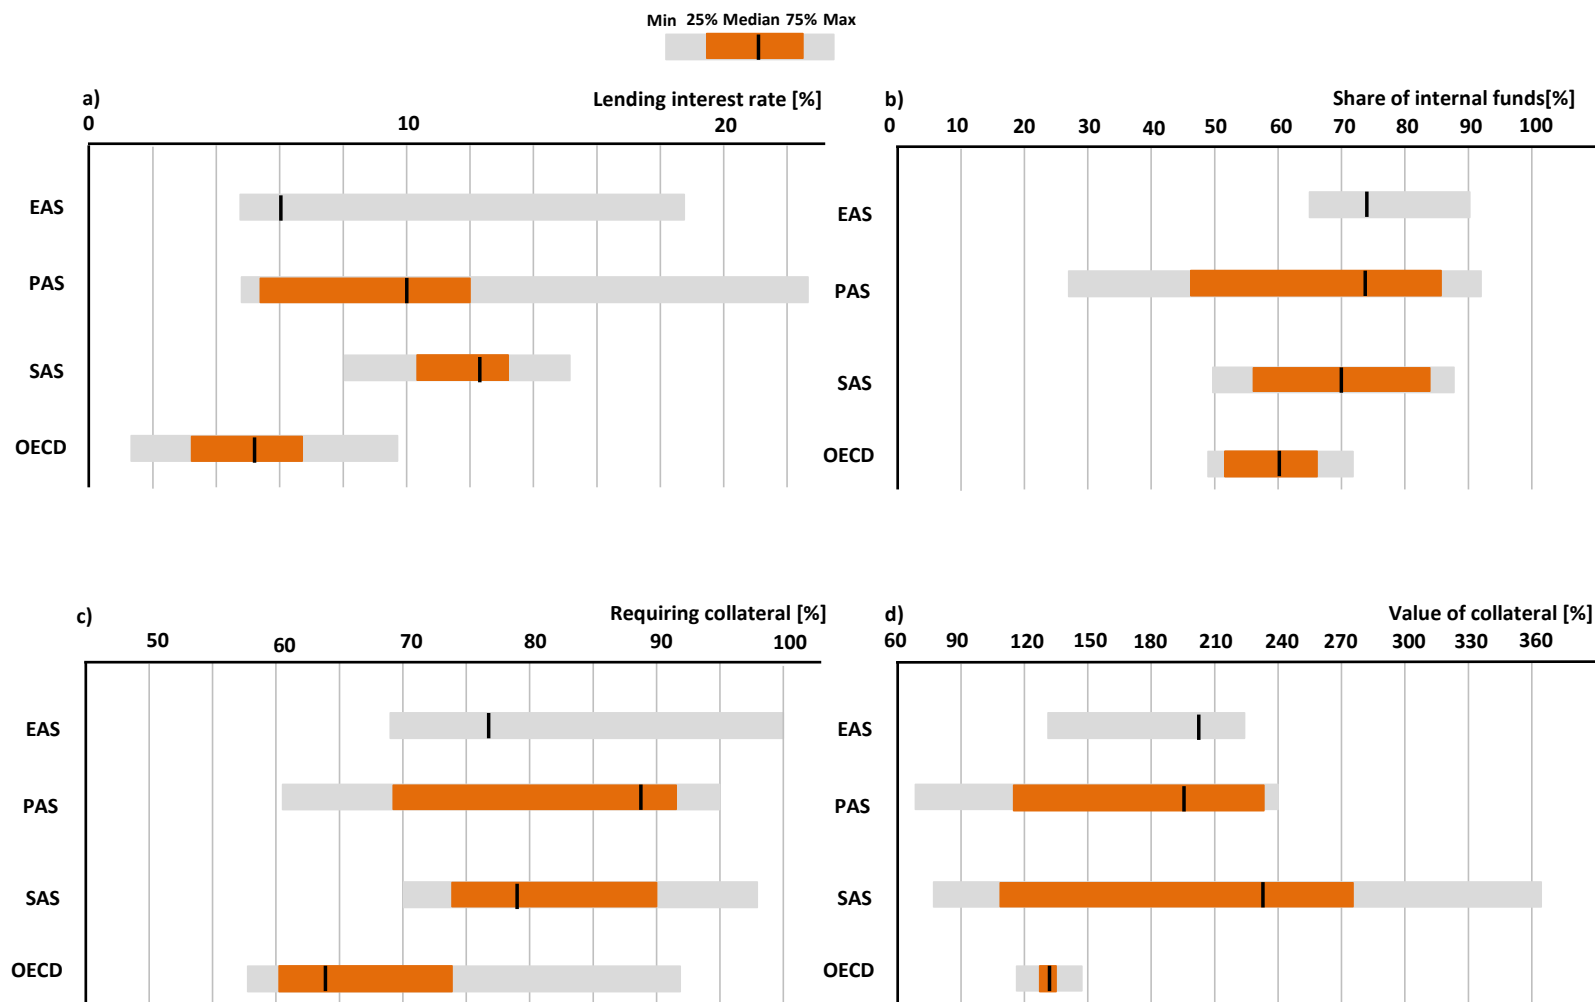 Min 25% Median 75% Max
a) Lending interest rate [%]
0 10 20
EAS
PAS
SAS
OECD
b) Share of internal funds[%]
0 10 20 30 40 50 60 70 80 90 100
EAS
PAS
SAS
OECD
c) Requiring collateral [%]
50 60 70 80 90 100
EAS
PAS
SAS
OECD
d) Value of collateral [%]
60 90 120 150 180 210 240 270 300 330 360
EAS
PAS
SAS
OECD